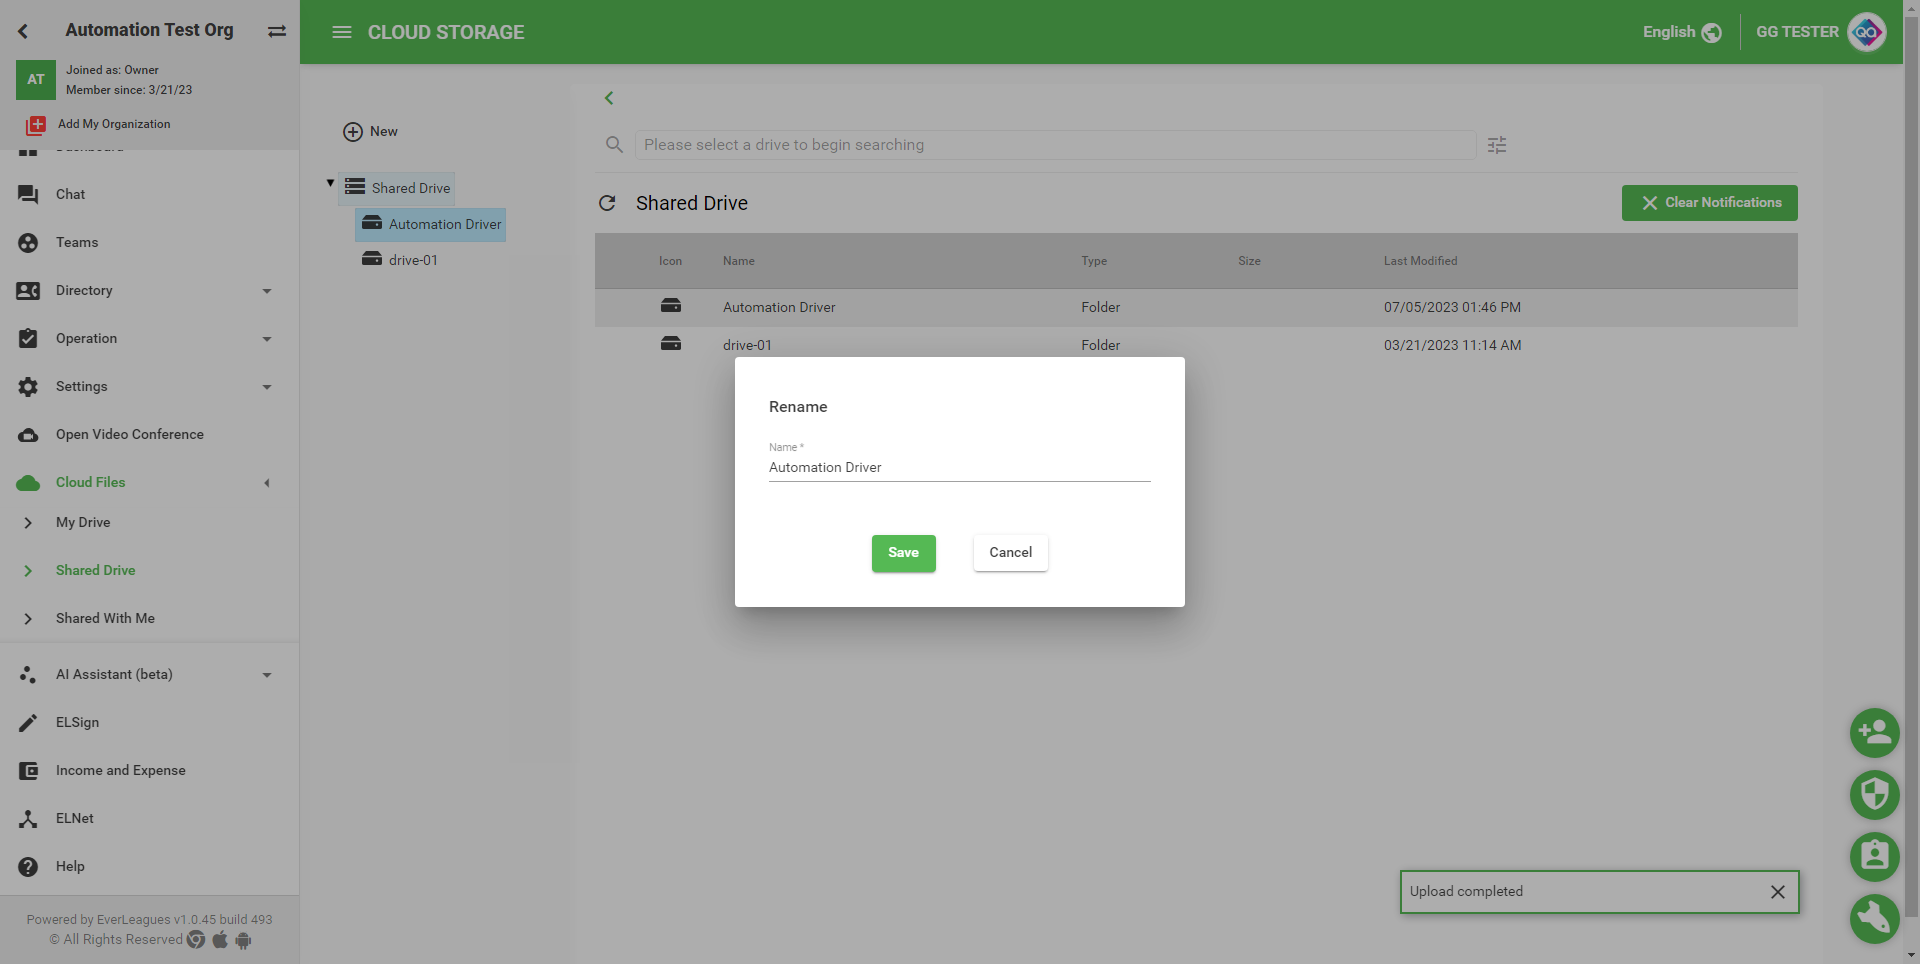 Automation Test Org
AT
Joined as: Owner
Member since: 3/21/23
Add My Organization
Dashboard
Chat
Teams
Directory
Operation
Settings
Open Video Conference
Cloud Files
My Drive
Shared Drive
Shared With Me
AI Assistant (beta)
ELSign
Income and Expense
ELNet
Help
Powered by EverLeagues v1.0.45 build 493
© All Rights Reserved
CLOUD STORAGE
English
GG TESTER
QA
New
Shared Drive
Automation Driver
drive-01
Please select a drive to begin searching
Shared Drive
Clear Notifications
Icon Name Type Size Last Modified
Automation Driver Folder 07/05/2023 01:46 PM
drive-01 Folder 03/21/2023 11:14 AM
Rename
Name *
Automation Driver
Save Cancel
Upload completed